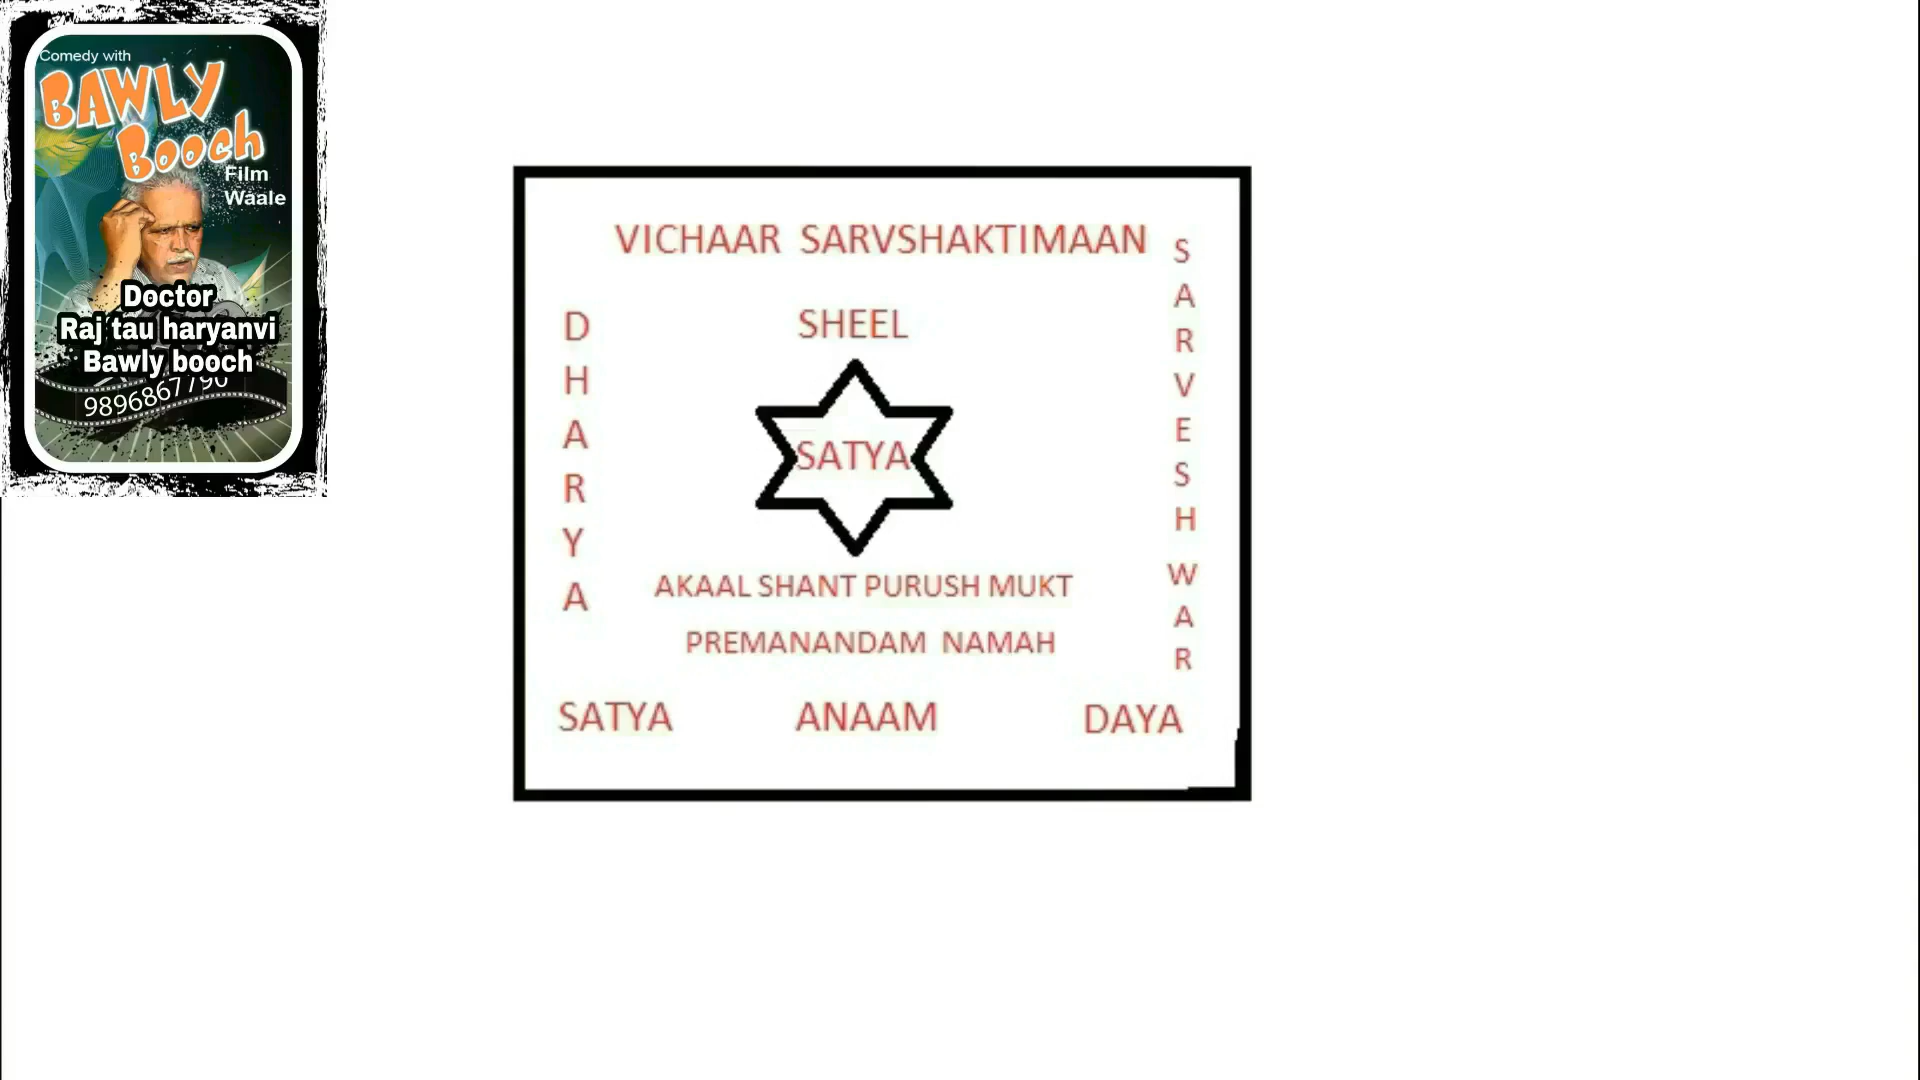 Comedy with
BAWLY
Booch
Film
Waale
Doctor
Raj tau haryanvi
Bawly booch
9896867790
VICHAAR SARVSHAKTIMAAN
SARVESHWAR
DHARYA
SHEEL
SATYA
AKAAL SHANT PURUSH MUKT
PREMANANDAM NAMAH
SATYA ANAAM DAYA